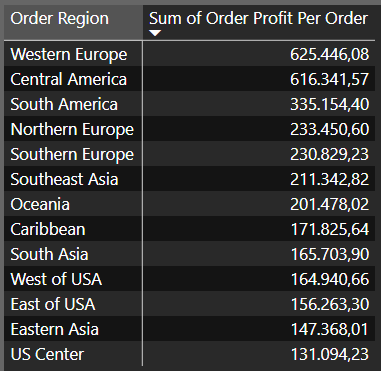 Order Region Sum of Order Profit Per Order
Western Europe 625.446,08
Central America 616.341,57
South America 335.154,40
Northern Europe 233.450,60
Southern Europe 230.829,23
Southeast Asia 211.342,82
Oceania 201.478,02
Caribbean 171.825,64
South Asia 165.703,90
West of USA 164.940,66
East of USA 156.263,30
Eastern Asia 147.368,01
US Center 131.094,23